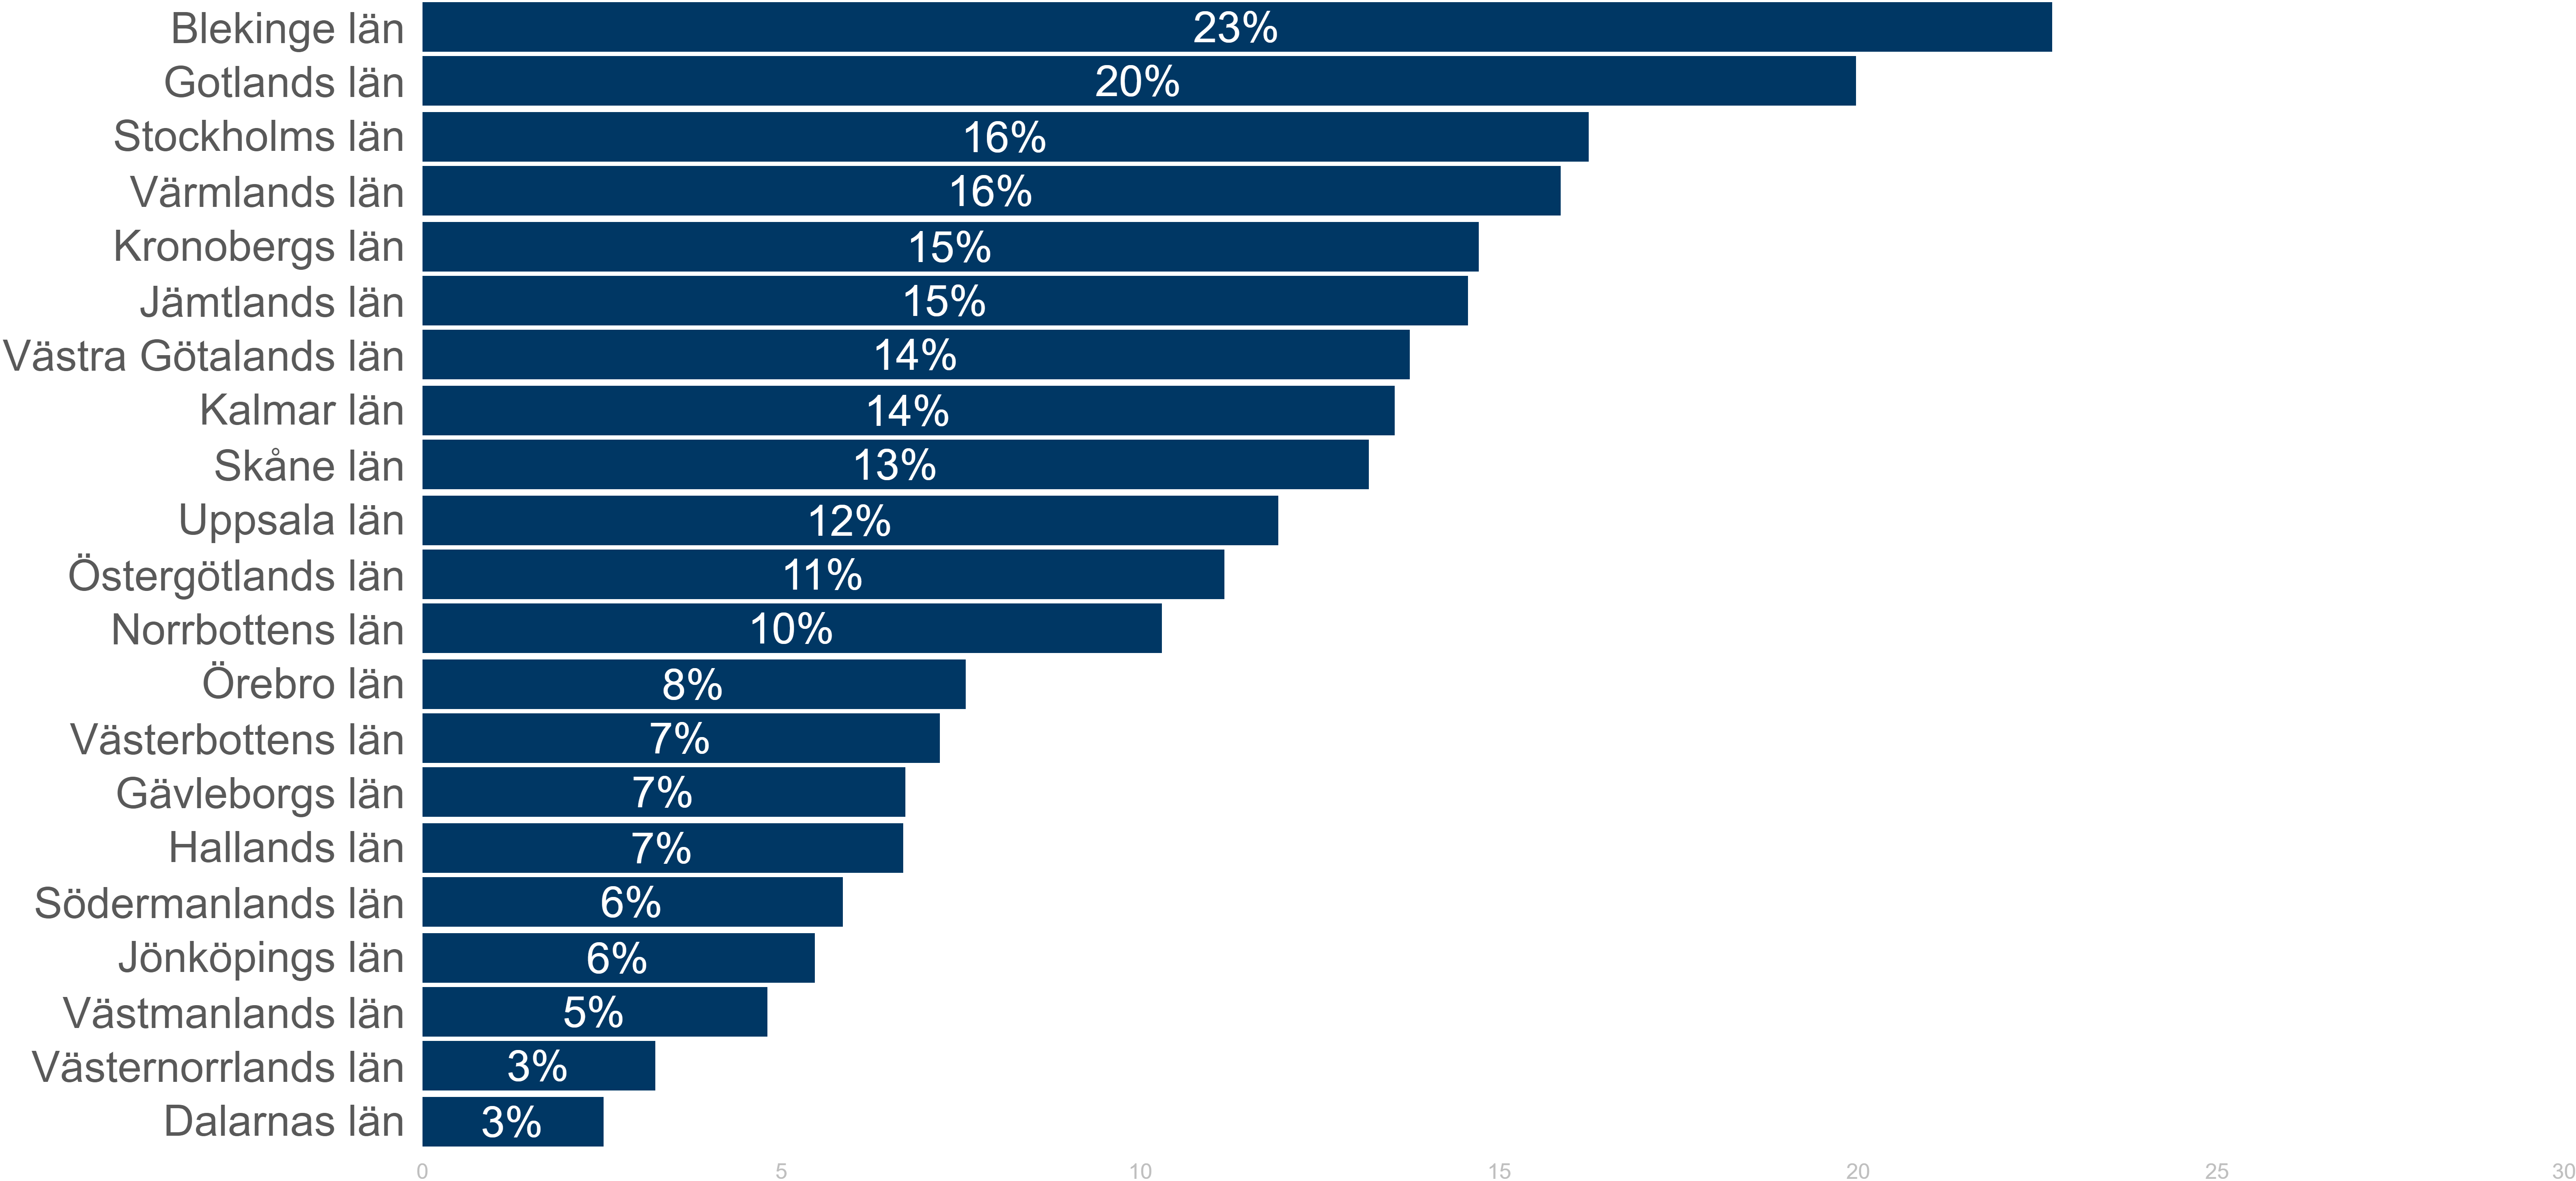 Blekinge län 23%
Gotlands län 20%
Stockholms län 16%
Värmlands län 16%
Kronobergs län 15%
Jämtlands län 15%
Västra Götalands län 14%
Kalmar län 14%
Skåne län 13%
Uppsala län 12%
Östergötlands län 11%
Norrbottens län 10%
Örebro län 8%
Västerbottens län 7%
Gävleborgs län 7%
Hallands län 7%
Södermanlands län 6%
Jönköpings län 6%
Västmanlands län 5%
Västernorrlands län 3%
Dalarnas län 3%
0 5 10 15 20 25 30